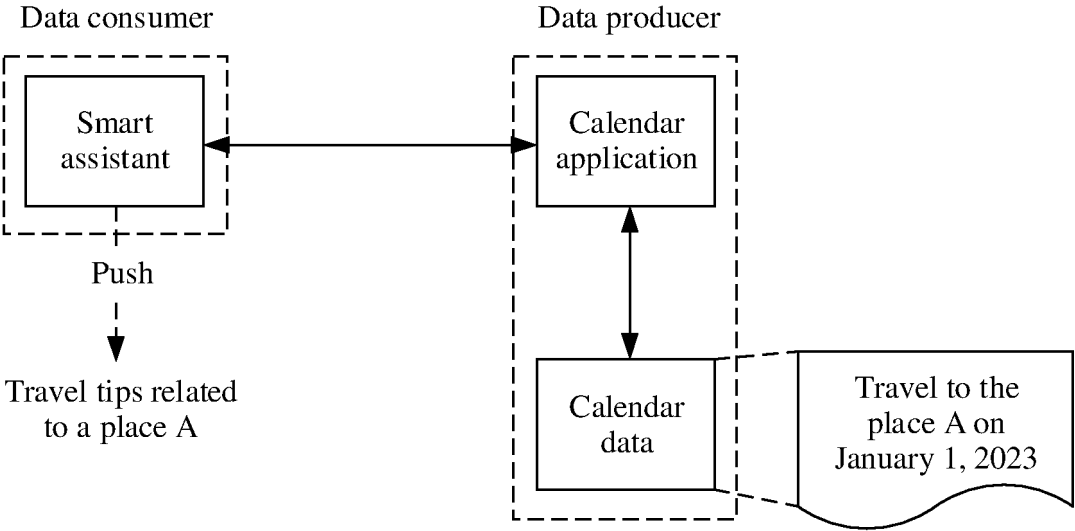 Data consumer
Data producer
Smart
assistant
Calendar
application
Push
Travel tips related
to a place A
Calendar
data
Travel to the
place A on
January 1, 2023